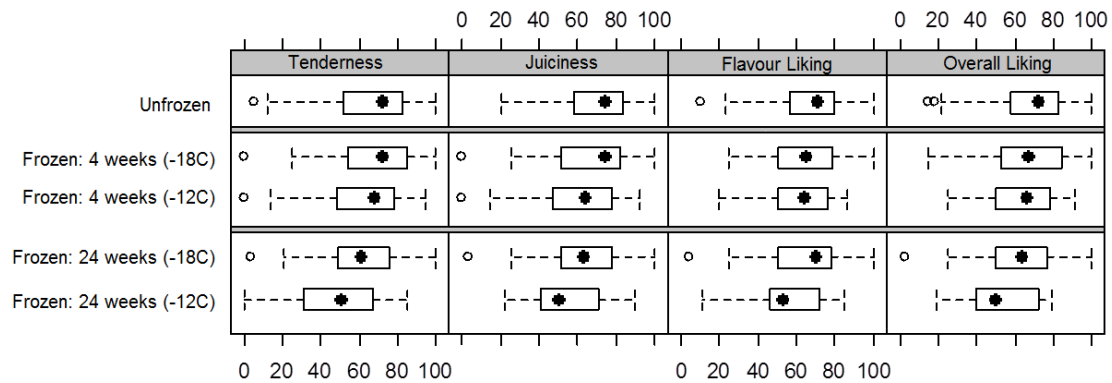 0 20 40 60 80 100 0 20 40 60 80 100
Tenderness Juiciness Flavour Liking Overall Liking
Unfrozen
Frozen: 4 weeks (-18C)
Frozen: 4 weeks (-12C)
Frozen: 24 weeks (-18C)
Frozen: 24 weeks (-12C)
0 20 40 60 80 100 0 20 40 60 80 100